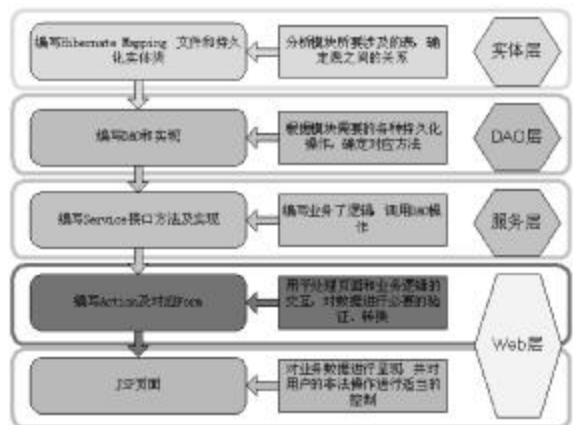 编写Hibernate Mapping 文件和持久
化实体类
分析模块所要涉及的表，确
定表之间的关系
实体层
编写DAO和实现
根据模块需要的各种持久化
操作，确定对应方法
DAO层
编写Service接口方法及实现
编写业务了逻辑，调用DAO操
作
服务层
编写Action及对应Form
用于处理页面和业务逻辑的
交互，对数据进行必要的验
证、转换
Web层
JSP页面
对业务数据进行呈现，并对
用户的非法操作进行适当的
控制